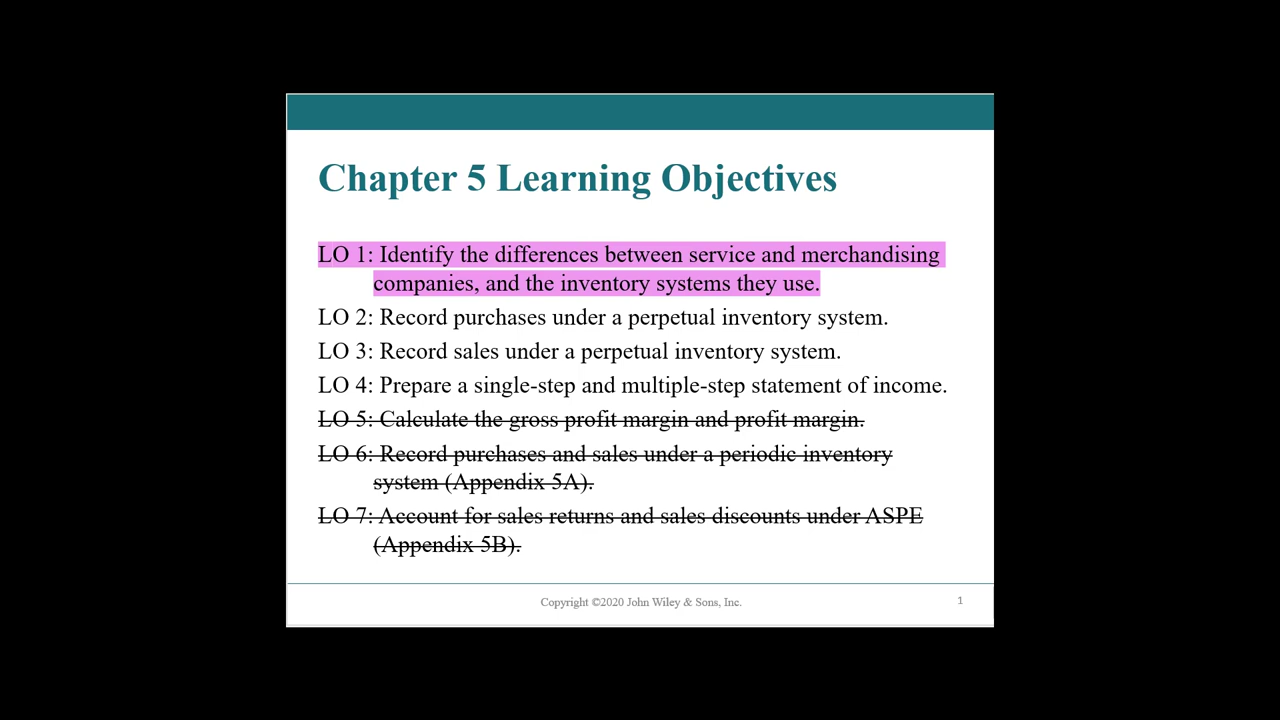 Chapter 5 Learning Objectives
LO 1: Identify the differences between service and merchandising
companies, and the inventory systems they use.
LO 2: Record purchases under a perpetual inventory system.
LO 3: Record sales under a perpetual inventory system.
LO 4: Prepare a single-step and multiple-step statement of income.
LO 5: Calculate the gross profit margin and profit margin.
LO 6: Record purchases and sales under a periodic inventory
system (Appendix 5A).
LO 7: Account for sales returns and sales discounts under ASPE
(Appendix 5B).
Copyright ©2020 John Wiley & Sons, Inc.
1